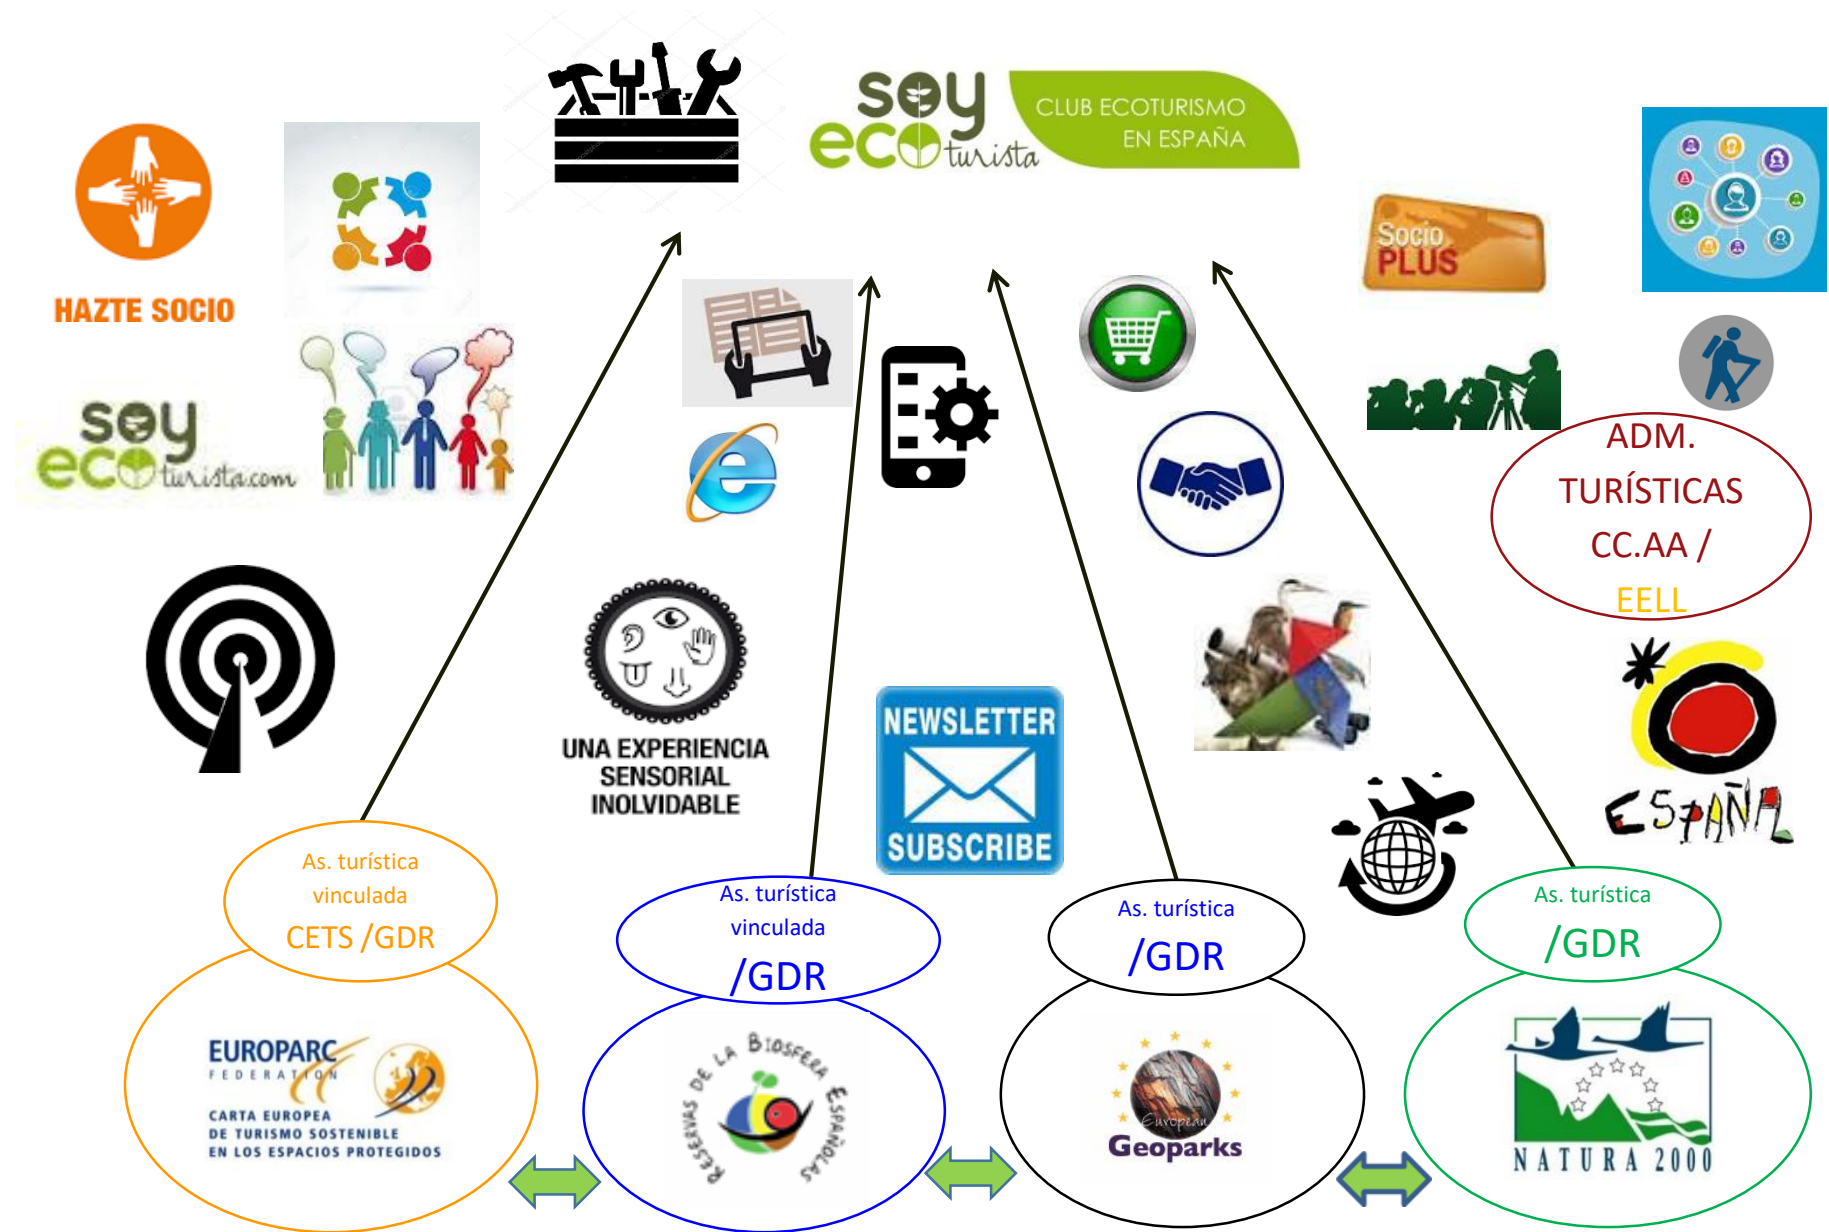 soy
eco turista
CLUB ECOTURISMO
EN ESPAÑA
HAZTE SOCIO
Socio
PLUS
soy
eco turista.com
ADM.
TURÍSTICAS
CC.AA /
EELL
UNA EXPERIENCIA
SENSORIAL
INOLVIDABLE
NEWSLETTER
SUBSCRIBE
ESPAÑA
As. turística
vinculada
CETS /GDR
As. turística
vinculada
/GDR
As. turística
/GDR
As. turística
/GDR
EUROPARC
FEDERATION
CARTA EUROPEA
DE TURISMO SOSTENIBLE
EN LOS ESPACIOS PROTEGIDOS
RESERVAS DE LA BIOSFERA ESPAÑOLAS
European
Geoparks
NATURA 2000